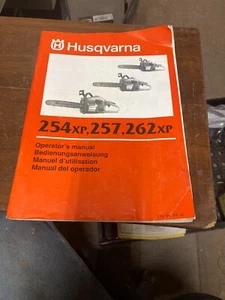 Husqvarna
254XP, 257, 262XP
Operator's manual
Bedienungsanweisung
Manuel d'utilisation
Manual del operador